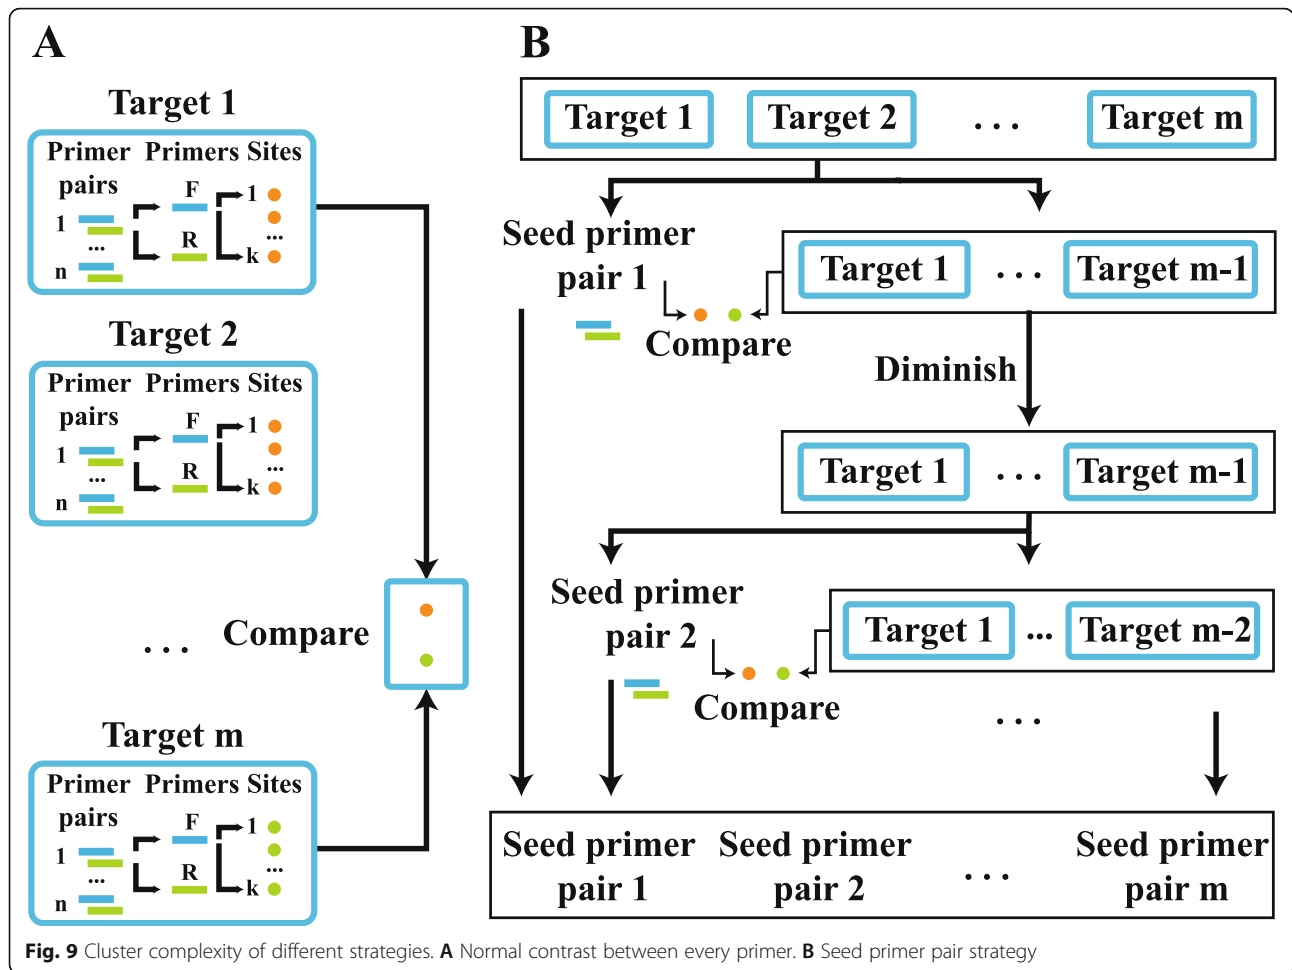 A
Target 1
Primer Primers Sites
pairs
F
1
1
...
R
...
n
k
Target 2
Primer Primers Sites
pairs
F
1
1
...
R
...
n
k
... Compare
Target m
Primer Primers Sites
pairs
F
1
1
...
R
...
n
k
B
Target 1 Target 2 ... Target m
Seed primer
pair 1
Target 1 ... Target m-1
Compare
Diminish
Target 1 ... Target m-1
Seed primer
pair 2
Target 1 ... Target m-2
Compare
...
Seed primer
pair 1
Seed primer
pair 2
...
Seed primer
pair m
Fig. 9 Cluster complexity of different strategies. A Normal contrast between every primer. B Seed primer pair strategy